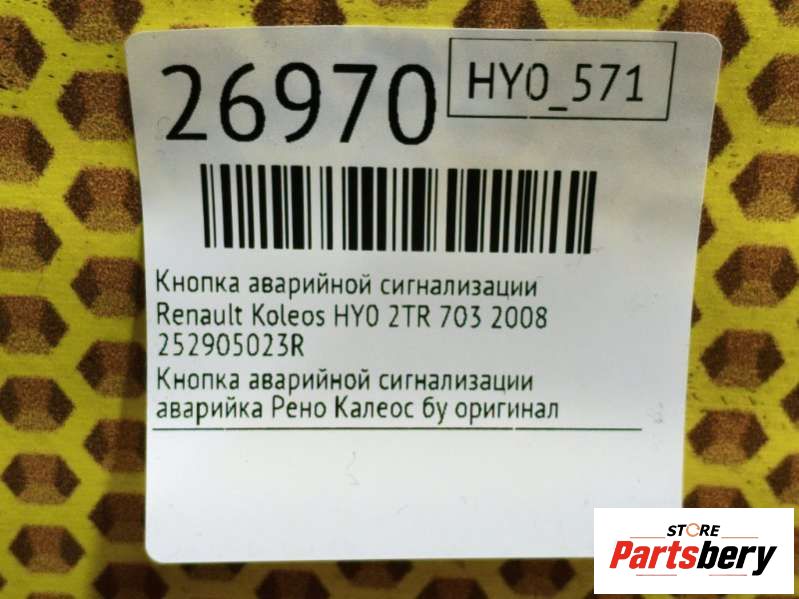 26970
HY0_571
Кнопка аварийной сигнализации
Renault Koleos HY0 2TR 703 2008
252905023R
Кнопка аварийной сигнализации
аварийка Рено Калеос бу оригинал
STORE
Partsbery